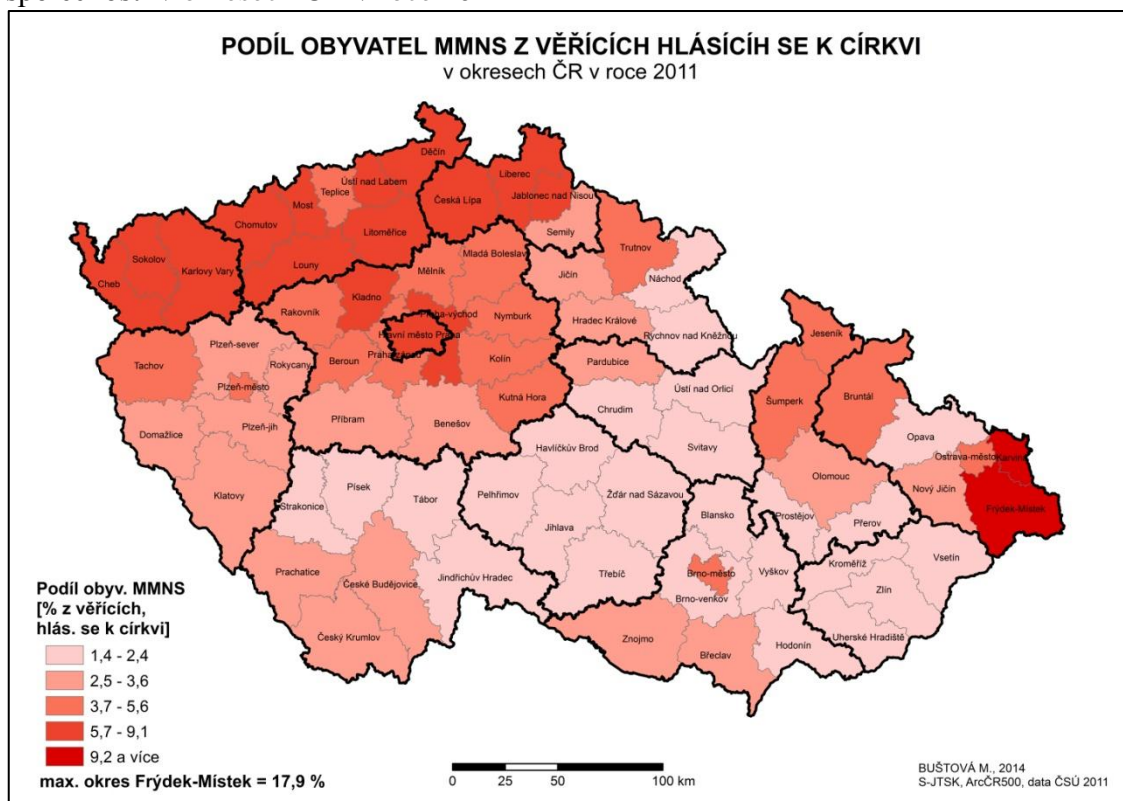 PODÍL OBYVATEL MMNS Z VĚŘÍCÍCH HLÁSÍCÍH SE K CÍRKVI
v okresech ČR v roce 2011
Děčín
Ústí nad Labem
Teplice
Liberec
Most
Česká Lípa
Jablonec nad Nisou
Chomutov
Litoměřice
Semily
Sokolov
Karlovy Vary
Louny
Mladá Boleslav
Trutnov
Cheb
Mělník
Jičín
Náchod
Kladno
Rakovník
Praha-východ
Nymburk
Hradec Králové
Hlavní město Praha
Rychnov nad Kněžnou
Jeseník
Plzeň-sever
Rokycany
Beroun
Praha-západ
Kolín
Pardubice
Tachov
Plzeň-město
Kutná Hora
Ústí nad Orlicí
Šumperk
Bruntál
Příbram
Benešov
Chrudim
Domažlice
Plzeň-jih
Opava
Havlíčkův Brod
Svitavy
Ostrava-město
Karviná
Písek
Olomouc
Nový Jičín
Frýdek-Místek
Klatovy
Strakonice
Tábor
Pelhřimov
Žďár nad Sázavou
Blansko
Prostějov
Přerov
Jihlava
Vsetín
Prachatice
České Budějovice
Jindřichův Hradec
Třebíč
Brno-město
Vyškov
Kroměříž
Brno-venkov
Zlín
Český Krumlov
Znojmo
Břeclav
Hodonín
Uherské Hradiště
Podíl obyv. MMNS
[% z věřících,
hlás. se k církvi]
1,4 - 2,4
2,5 - 3,6
3,7 - 5,6
5,7 - 9,1
9,2 a více
max. okres Frýdek-Místek = 17,9 %
0 25 50 100 km
BUŠTOVÁ M., 2014
S-JTSK, ArcČR500, data ČSÚ 2011